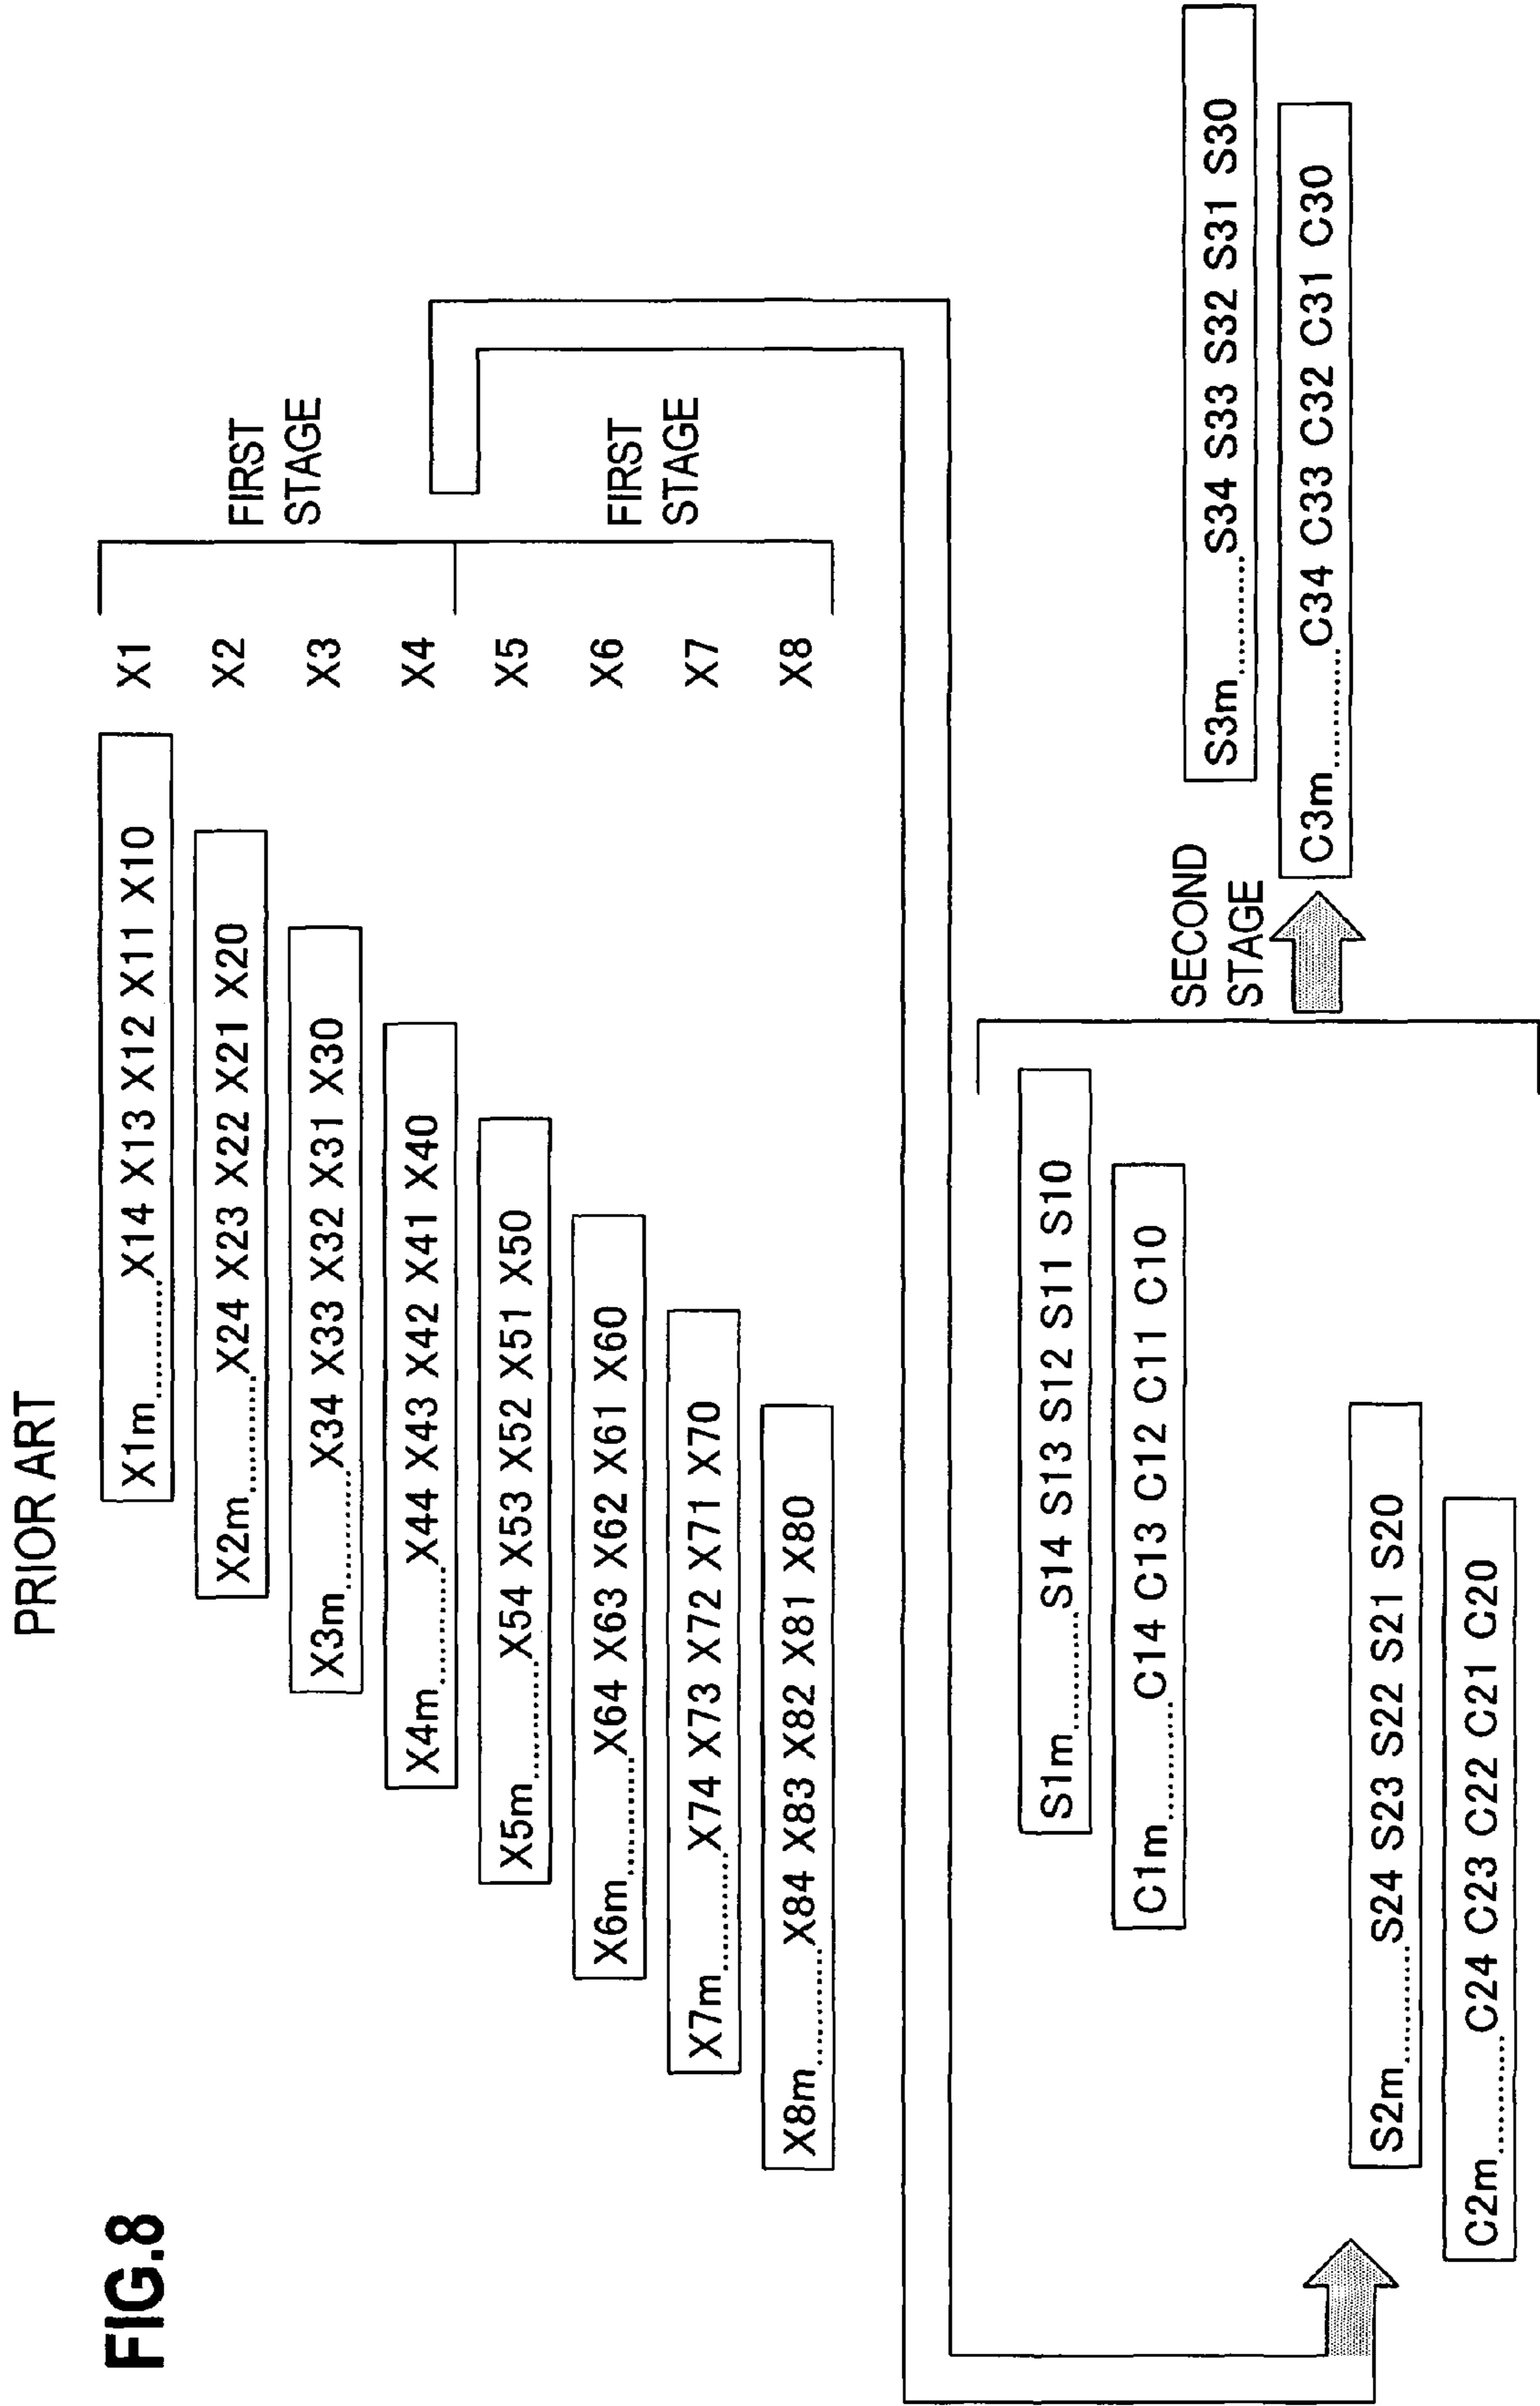 FIG.8
PRIOR ART
X1m............X14 X13 X12 X11 X10
X1
X2m............X24 X23 X22 X21 X20
X2
X3m............X34 X33 X32 X31 X30
X3
X4m............X44 X43 X42 X41 X40
X4
X5m............X54 X53 X52 X51 X50
X5
X6m............X64 X63 X62 X61 X60
X6
X7m............X74 X73 X72 X71 X70
X7
X8m............X84 X83 X82 X81 X80
X8
FIRST
STAGE
FIRST
STAGE
S1m............S14 S13 S12 S11 S10
C1m............C14 C13 C12 C11 C10
S2m............S24 S23 S22 S21 S20
C2m............C24 C23 C22 C21 C20
SECOND
STAGE
S3m............S34 S33 S32 S31 S30
C3m............C34 C33 C32 C31 C30